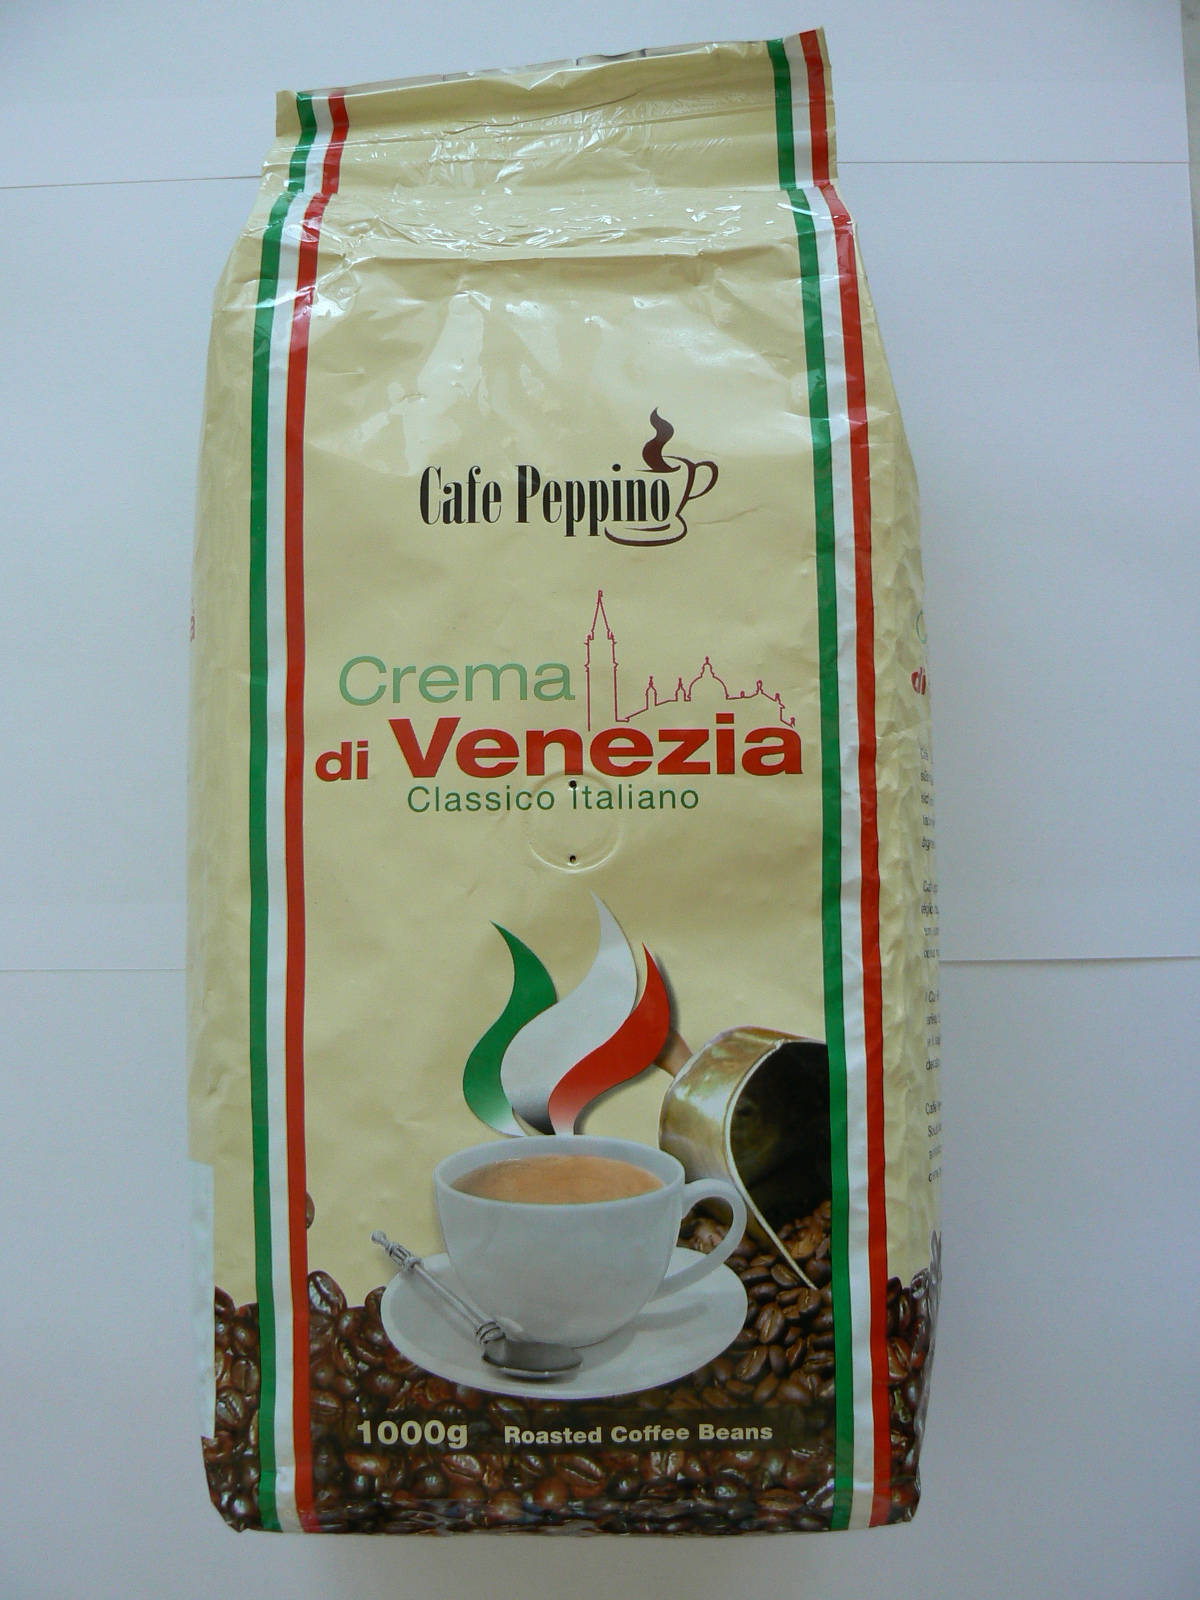 Cafe Peppino
Crema
di Venezia
Classico Italiano
1000g Roasted Coffee Beans